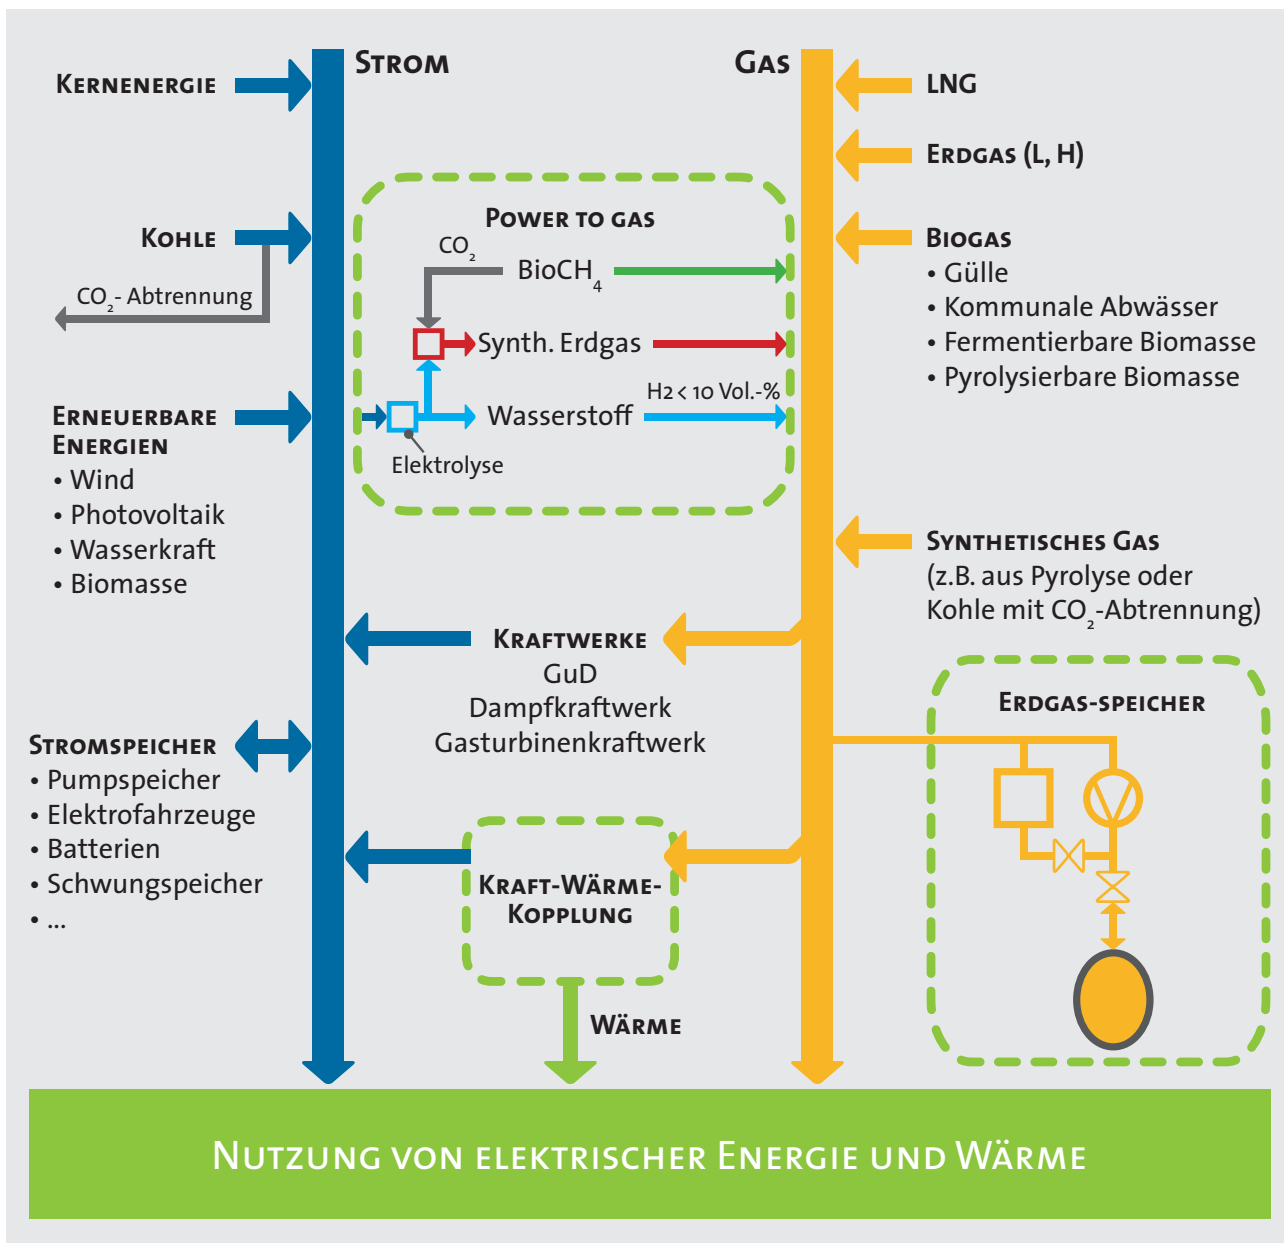 Strom
Kernenergie
Kohle
CO₂- Abtrennung
Erneuerbare
Energien
• Wind
• Photovoltaik
• Wasserkraft
• Biomasse
Stromspeicher
• Pumpspeicher
• Elektrofahrzeuge
• Batterien
• Schwungspeicher
• ...
Power to gas
CO₂
BioCH₄
Synth. Erdgas
H2 < 10 Vol.-%
Wasserstoff
Elektrolyse
Kraftwerke
GuD
Dampfkraftwerk
Gasturbinenkraftwerk
Kraft-Wärme-
Kopplung
Wärme
Gas
LNG
Erdgas (L, H)
Biogas
• Gülle
• Kommunale Abwässer
• Fermentierbare Biomasse
• Pyrolysierbare Biomasse
Synthetisches Gas
(z.B. aus Pyrolyse oder
Kohle mit CO₂-Abtrennung)
Erdgas-speicher
Nutzung von elektrischer Energie und Wärme